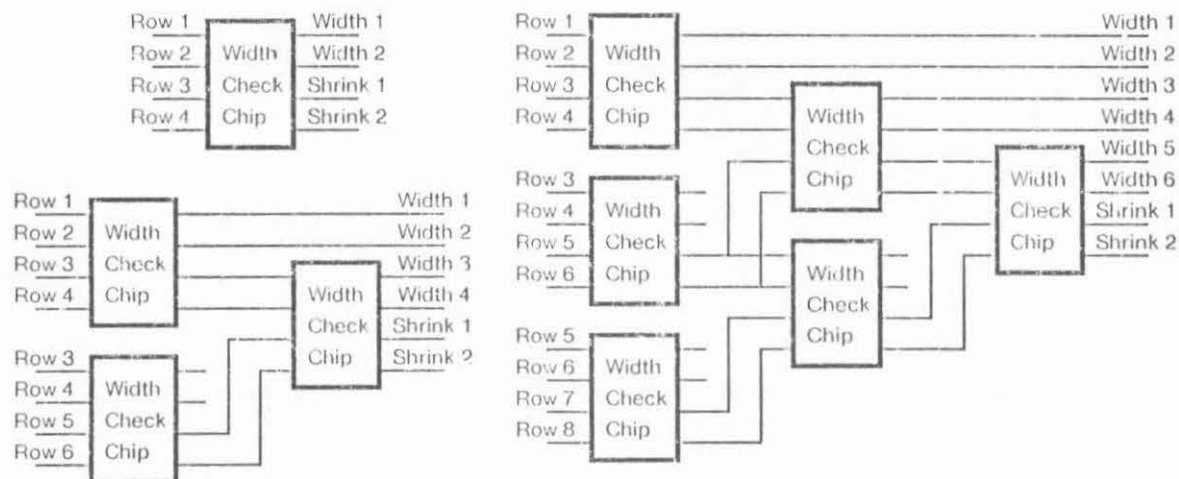 Row 1 Width 1
Row 2 Width Width 2
Row 3 Check Shrink 1
Row 4 Chip Shrink 2
Row 1 Width 1
Row 2 Width Width 2
Row 3 Check Width 3
Row 4 Chip Width Width 4
Check Shrink 1
Chip Shrink 2
Row 3
Row 4 Width
Row 5 Check
Row 6 Chip
Row 1 Width 1
Row 2 Width Width 2
Row 3 Check Width 3
Row 4 Chip Width Width 4
Check Width 5
Chip Width Width 6
Check Shrink 1
Chip Shrink 2
Row 3
Row 4 Width
Row 5 Check
Row 6 Chip
Width
Check
Chip
Row 5
Row 6 Width
Row 7 Check
Row 8 Chip